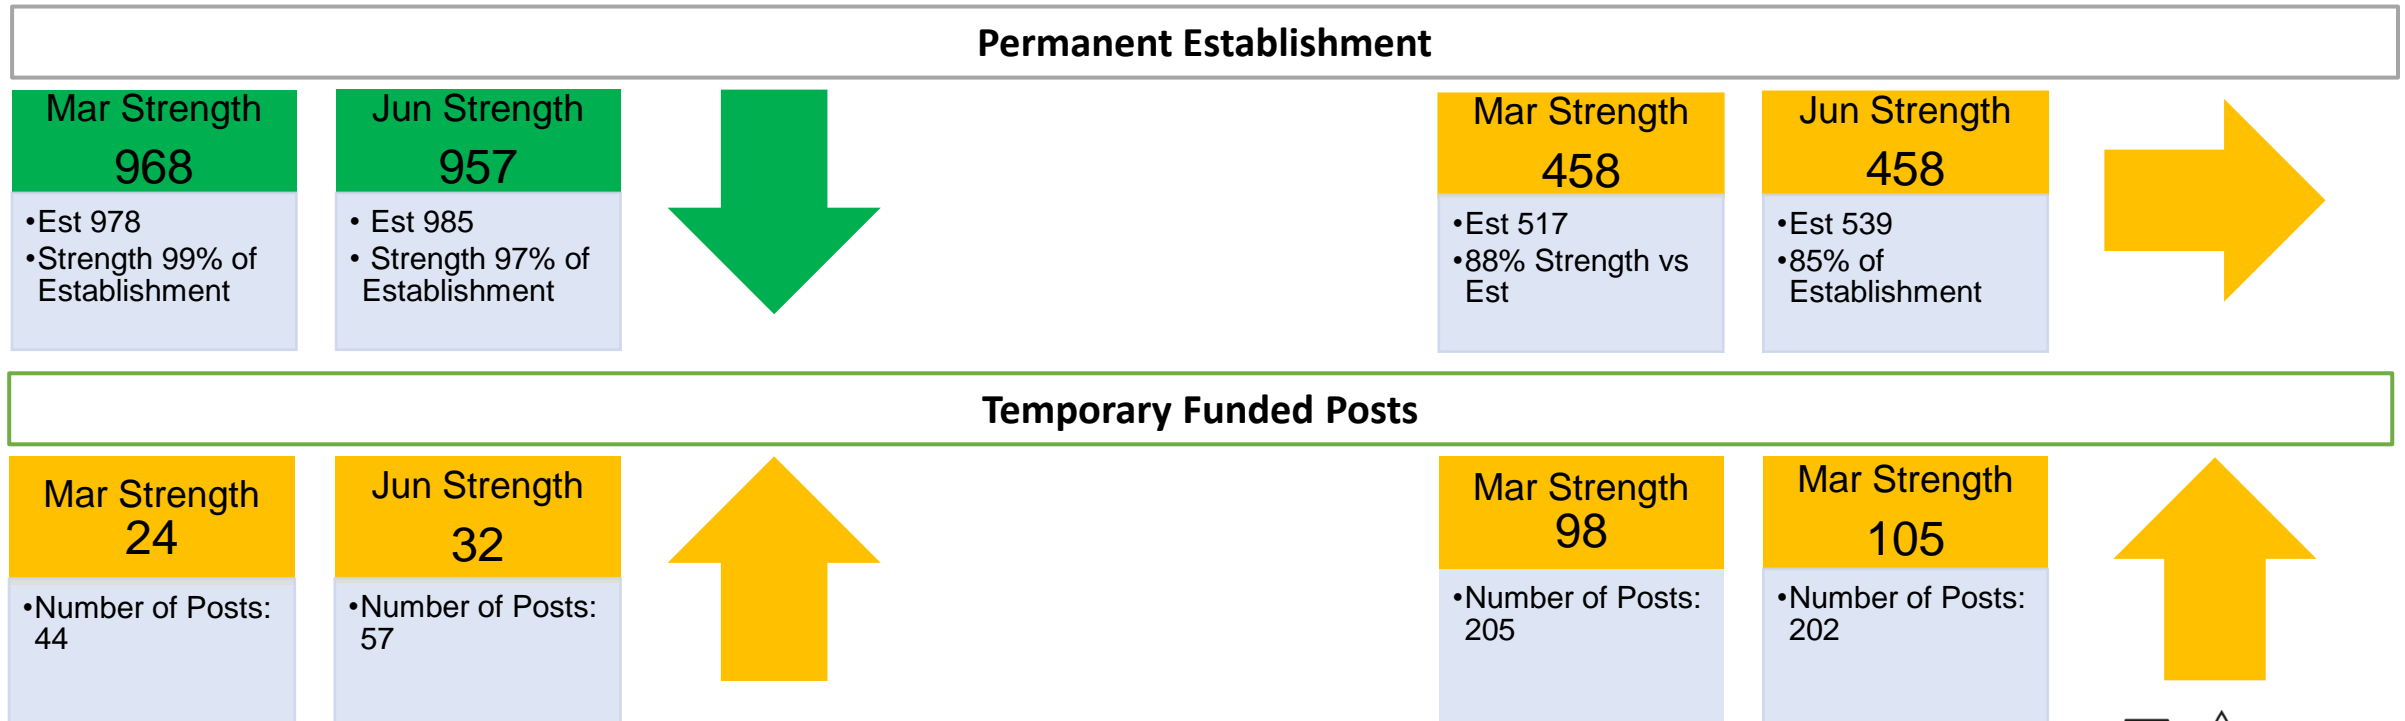 Permanent Establishment
Mar Strength
968
•Est 978
•Strength 99% of
Establishment
Jun Strength
957
• Est 985
• Strength 97% of
Establishment
Mar Strength
458
•Est 517
•88% Strength vs
Est
Jun Strength
458
•Est 539
•85% of
Establishment
Temporary Funded Posts
Mar Strength
24
•Number of Posts:
44
Jun Strength
32
•Number of Posts:
57
Mar Strength
98
•Number of Posts:
205
Mar Strength
105
•Number of Posts:
202